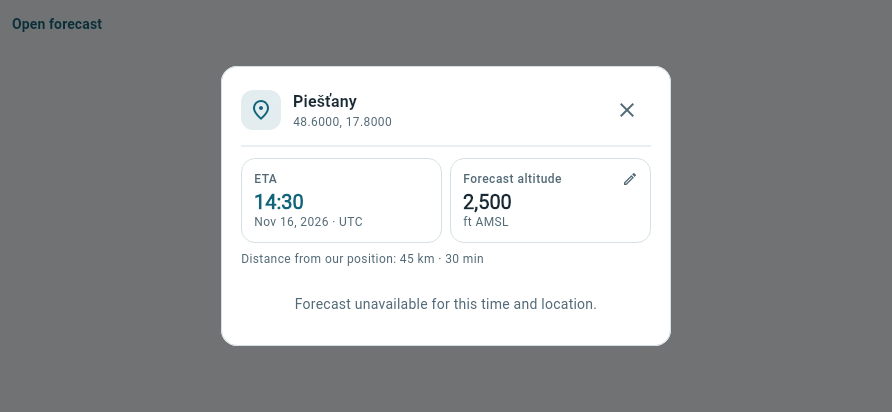 Open forecast
Piešťany
48.6000, 17.8000
ETA
14:30
Nov 16, 2026 · UTC
Forecast altitude
2,500
ft AMSL
Distance from our position: 45 km · 30 min
Forecast unavailable for this time and location.